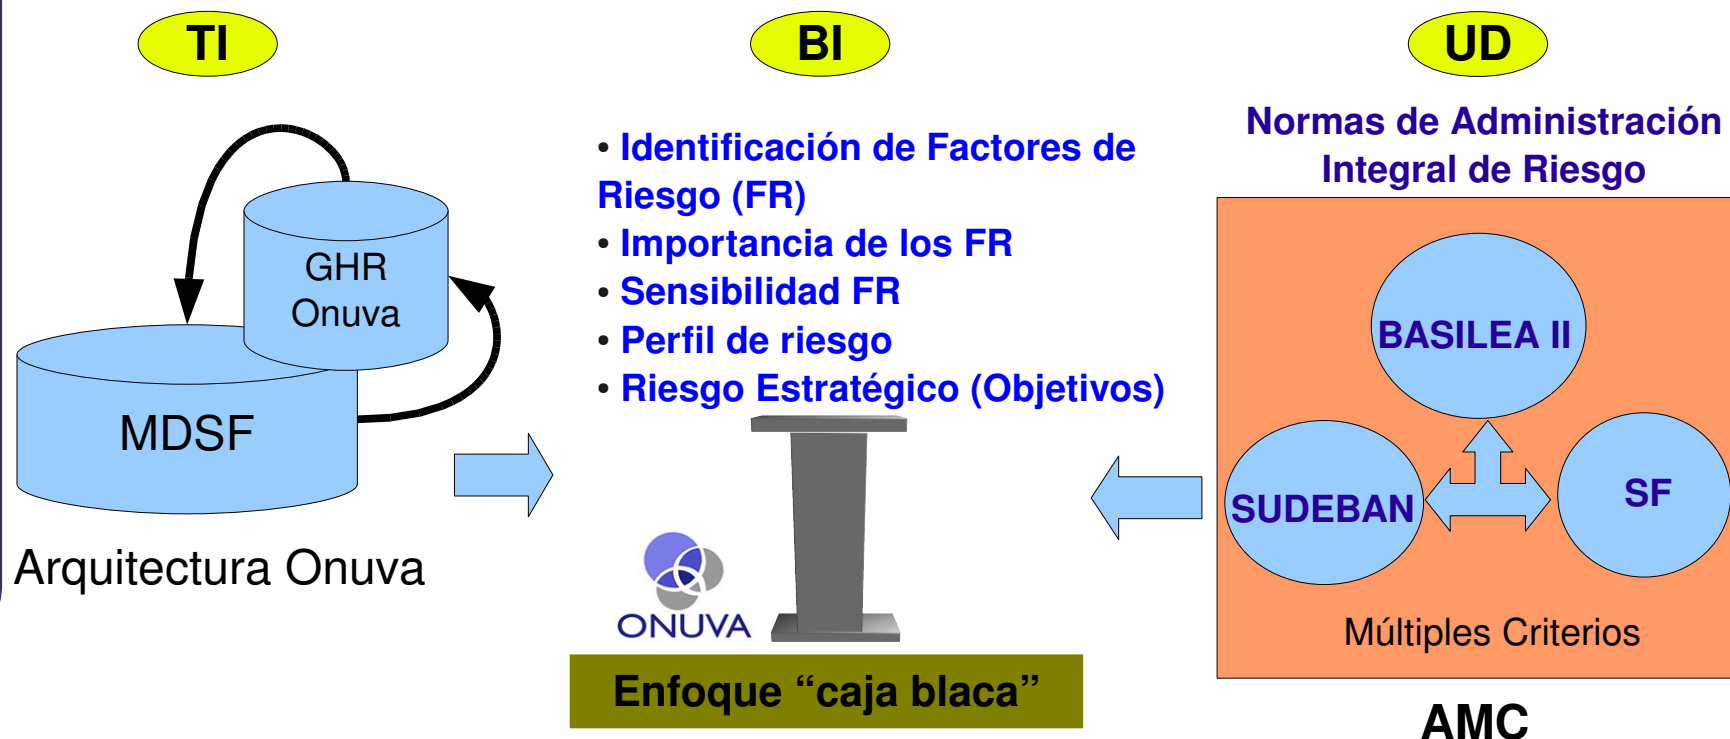 TI
GHR
Onuva
MDSF
Arquitectura Onuva
BI
• Identificación de Factores de
Riesgo (FR)
• Importancia de los FR
• Sensibilidad FR
• Perfil de riesgo
• Riesgo Estratégico (Objetivos)
ONUVA
Enfoque “caja blaca”
UD
Normas de Administración
Integral de Riesgo
BASILEA II
SUDEBAN
SF
Múltiples Criterios
AMC